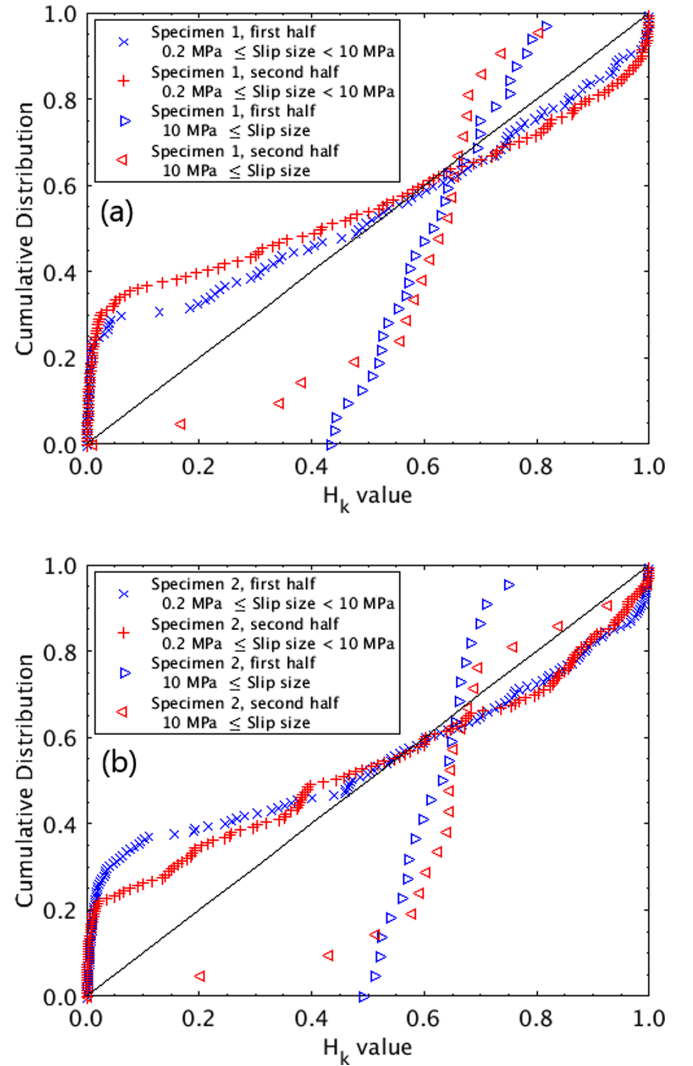 1.0
0.8
0.6
0.4
0.2
0.0
Cumulative Distribution
Specimen 1, first half
0.2 MPa ≤ Slip size < 10 MPa
Specimen 1, second half
0.2 MPa ≤ Slip size < 10 MPa
Specimen 1, first half
10 MPa ≤ Slip size
Specimen 1, second half
10 MPa ≤ Slip size
(a)
0.0 0.2 0.4 0.6 0.8 1.0
H_k value
1.0
0.8
0.6
0.4
0.2
0.0
Cumulative Distribution
Specimen 2, first half
0.2 MPa ≤ Slip size < 10 MPa
Specimen 2, second half
0.2 MPa ≤ Slip size < 10 MPa
Specimen 2, first half
10 MPa ≤ Slip size
Specimen 2, second half
10 MPa ≤ Slip size
(b)
0.0 0.2 0.4 0.6 0.8 1.0
H_k value